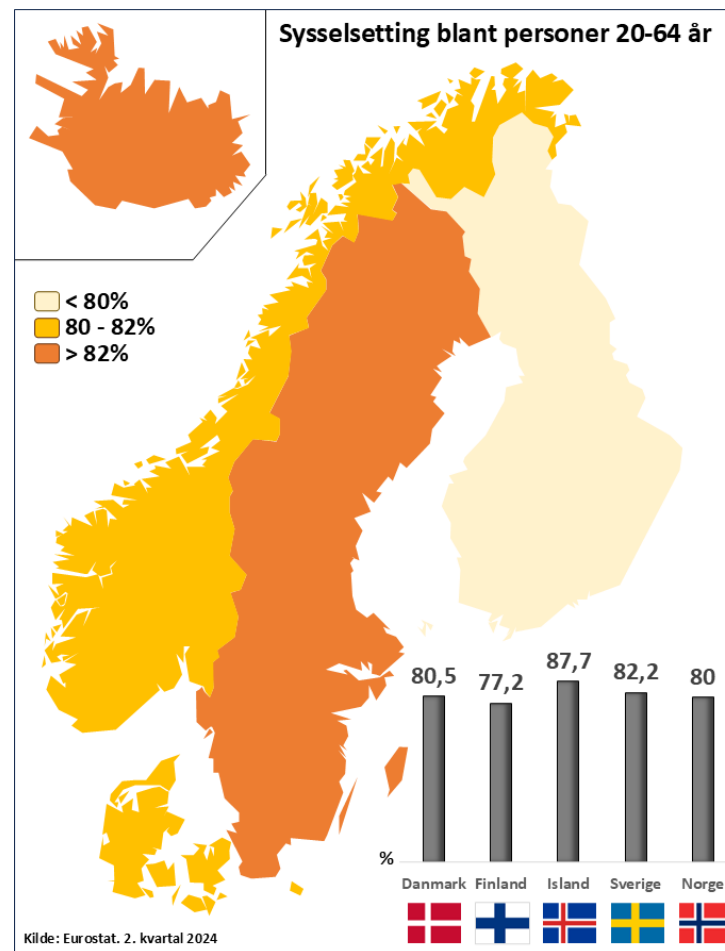 Sysselsetting blant personer 20-64 år
< 80%
80 - 82%
> 82%
80,5 77,2 87,7 82,2 80
%
Danmark Finland Island Sverige Norge
Kilde: Eurostat. 2. kvartal 2024